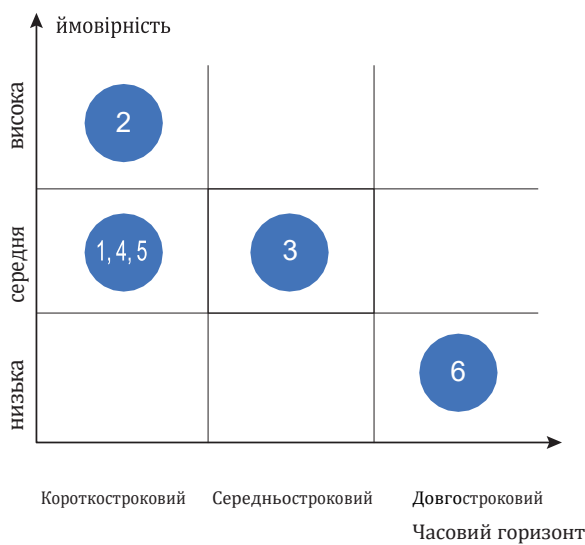 ймовірність
висока
2
середня
1, 4, 5
3
низька
6
Короткостроковий
Середньостроковий
Довгостроковий
Часовий горизонт